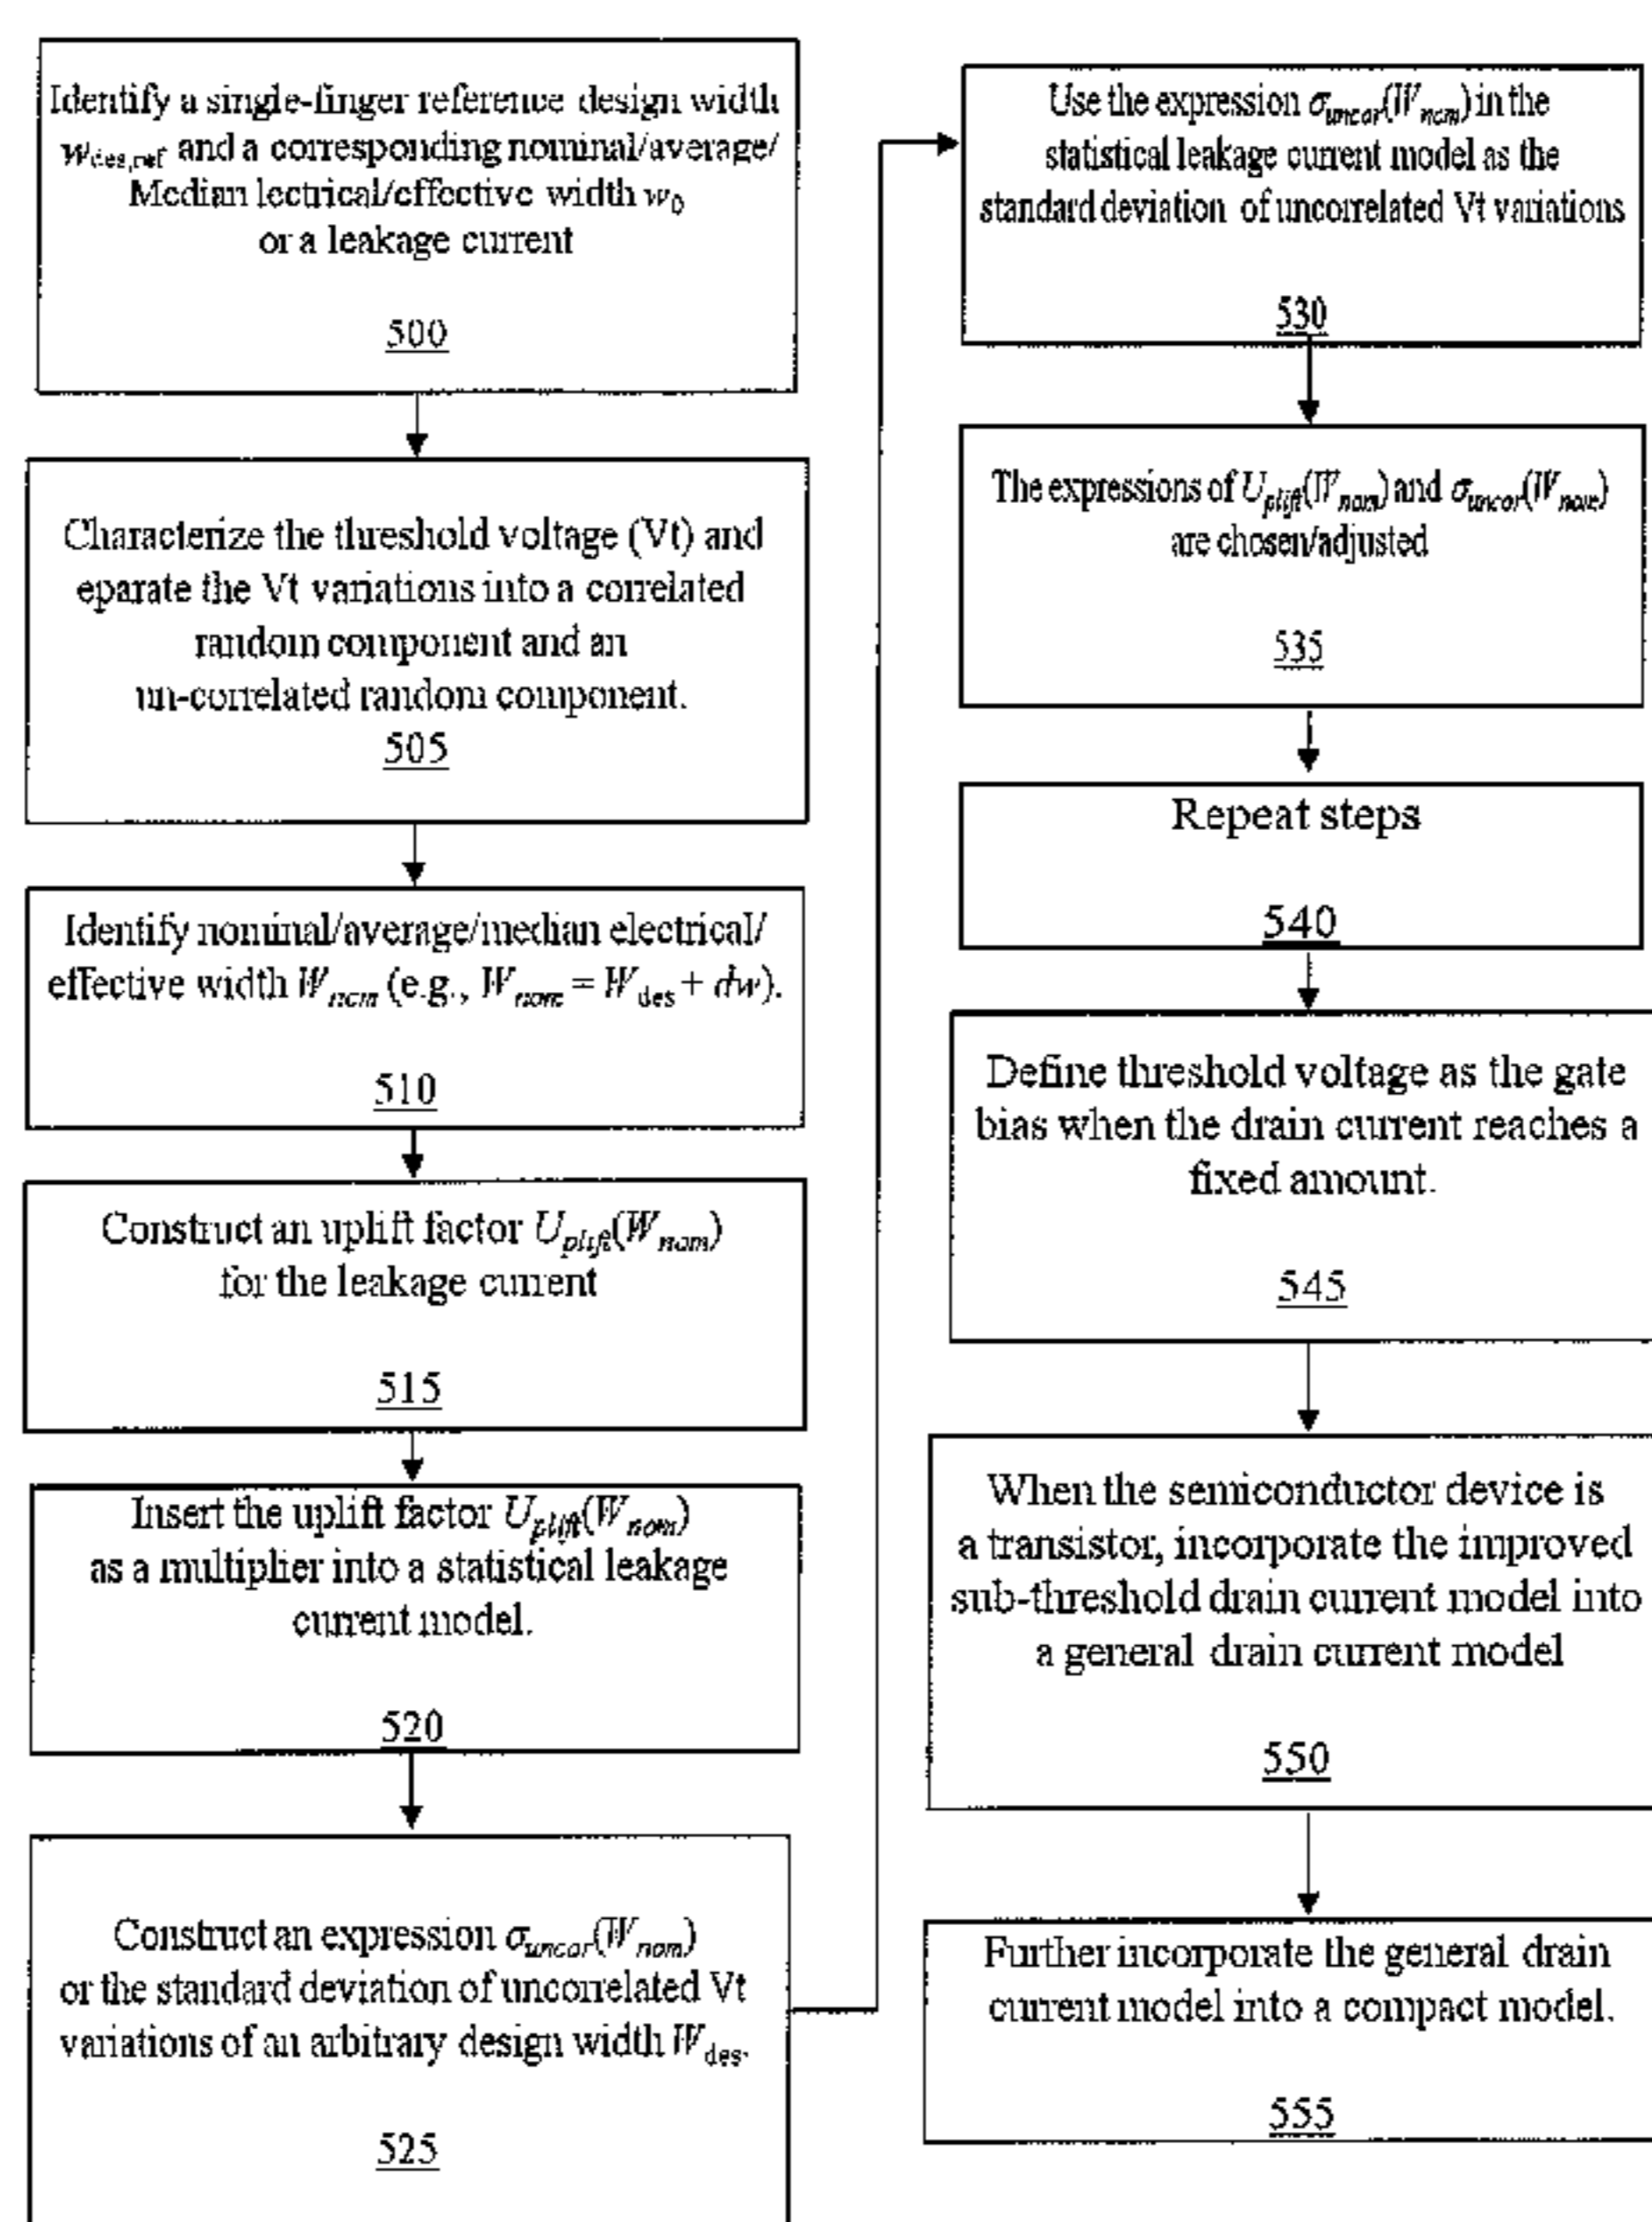 Identify a single-finger reference design width
w_des,ref and a corresponding nominal/average/
Median lectrical/effective width w_0
or a leakage current
500
Characterize the threshold voltage (Vt) and
eparate the Vt variations into a correlated
random component and an
un-correlated random component.
505
Identify nominal/average/median electrical/
effective width W_nom (e.g., W_nom = W_des + dw).
510
Construct an uplift factor U_plift(W_nom)
for the leakage current
515
Insert the uplift factor U_plift(W_nom)
as a multiplier into a statistical leakage
current model.
520
Construct an expression σ_uncor(W_nom)
or the standard deviation of uncorrelated Vt
variations of an arbitrary design width W_des.
525
Use the expression σ_uncor(W_nom) in the
statistical leakage current model as the
standard deviation of uncorrelated Vt variations
530
The expressions of U_plift(W_nom) and σ_uncor(W_nom)
are chosen/adjusted
535
Repeat steps
540
Define threshold voltage as the gate
bias when the drain current reaches a
fixed amount.
545
When the semiconductor device is
a transistor, incorporate the improved
sub-threshold drain current model into
a general drain current model
550
Further incorporate the general drain
current model into a compact model.
555